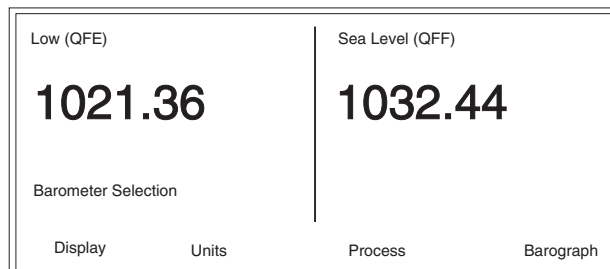 Low (QFE)
Sea Level (QFF)
1021.36
1032.44
Barometer Selection
Display Units Process Barograph